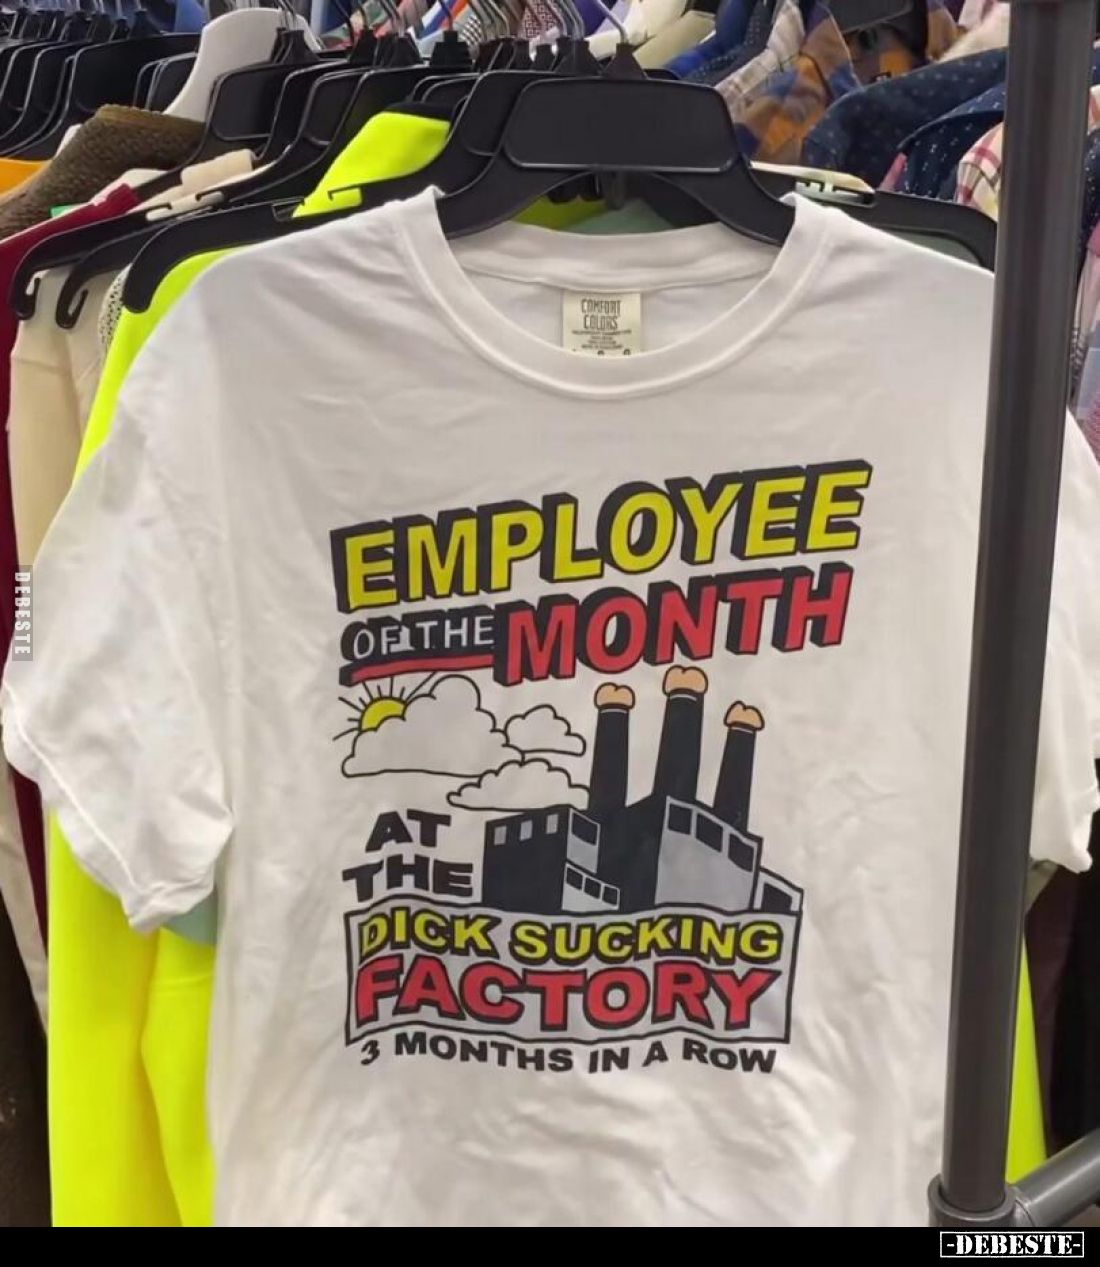 COMFORT
COLORS
EMPLOYEE
OF THE MONTH
AT
THE
DICK SUCKING
FACTORY
3 MONTHS IN A ROW
DEBESTE
-DEBESTE-